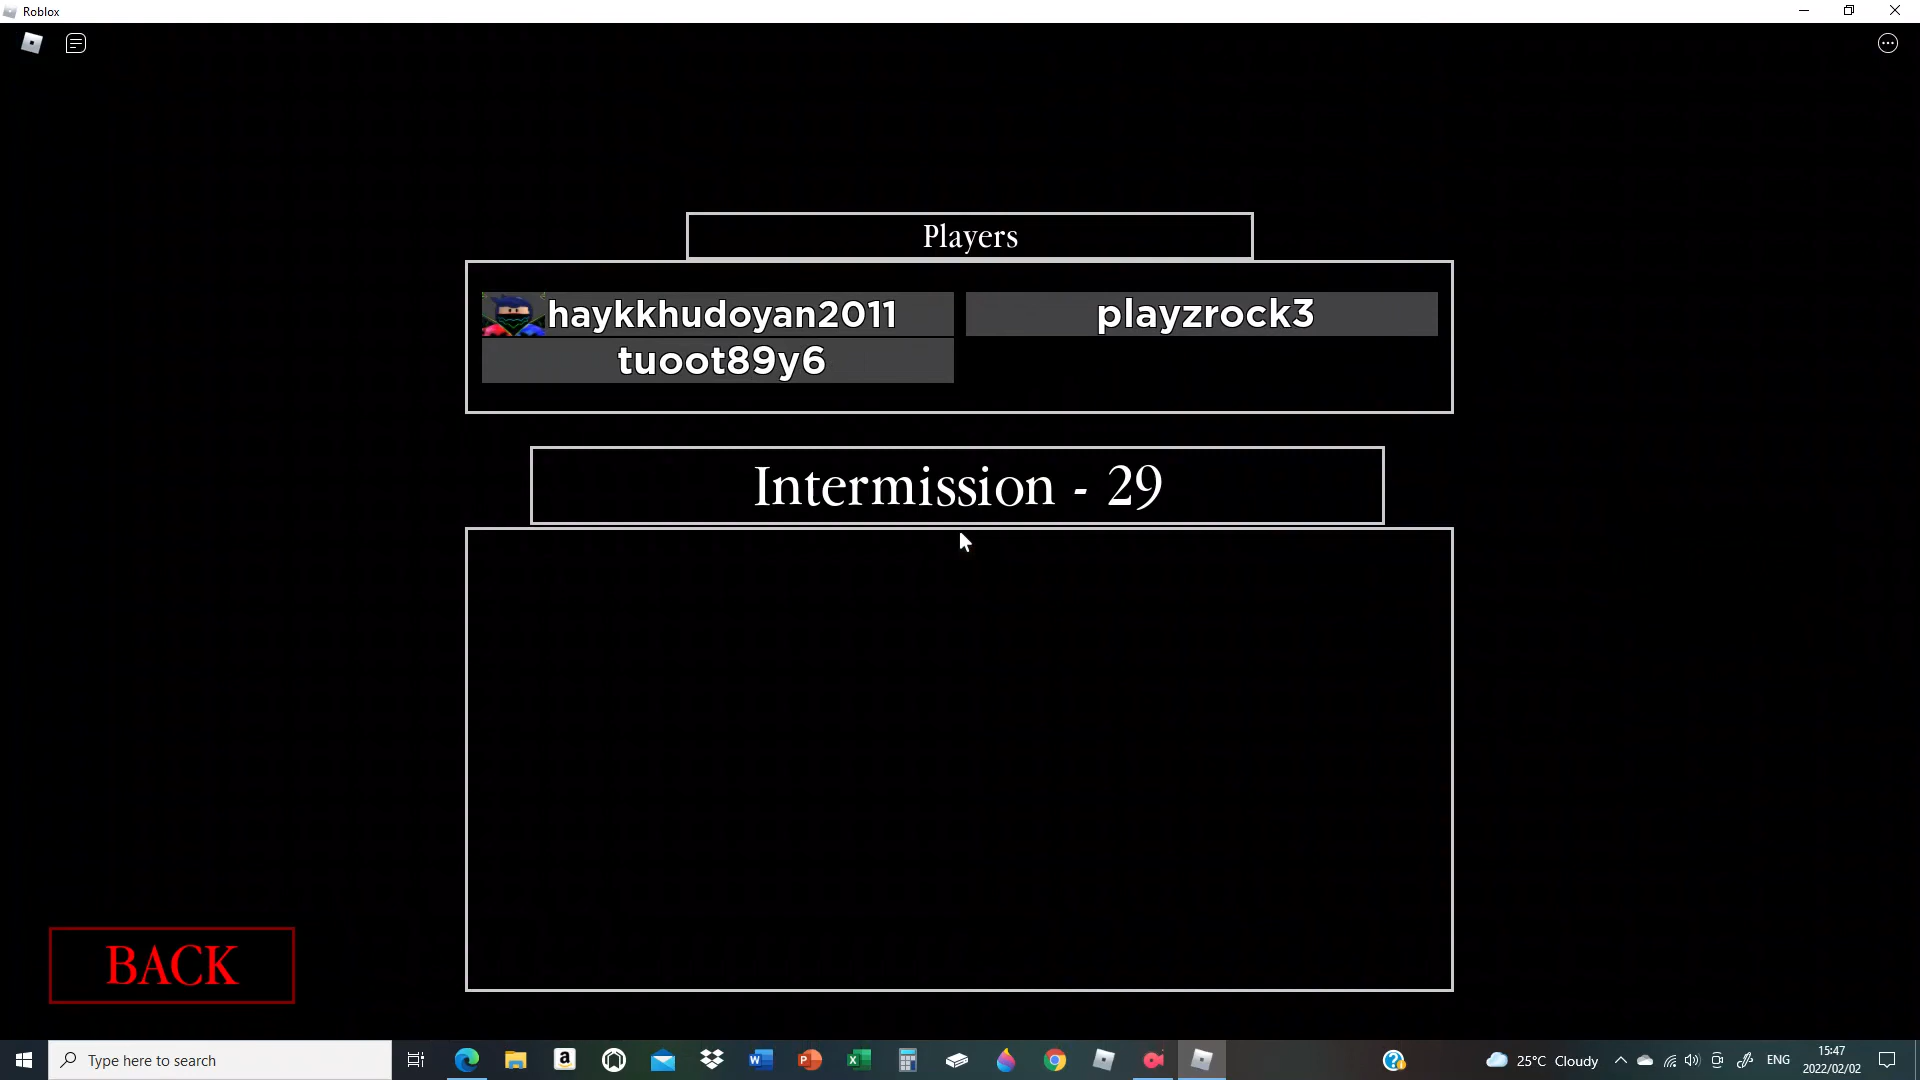 Roblox
Players
haykkhudoyan2011
playzrock3
tuoot89y6
Intermission - 29
BACK
Type here to search
25°C Cloudy
ENG
15:47
2022/02/02